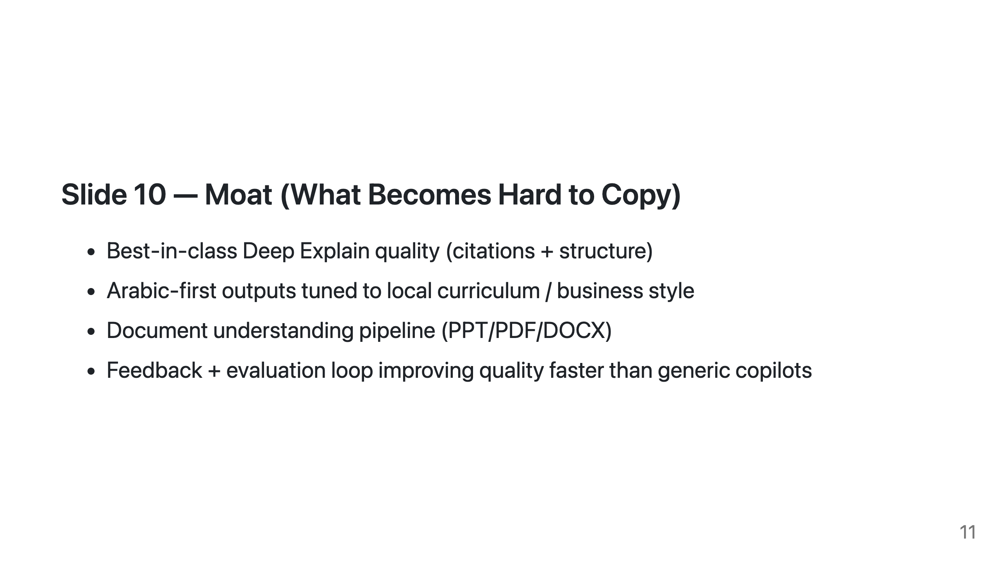 Slide 10 — Moat (What Becomes Hard to Copy)
• Best-in-class Deep Explain quality (citations + structure)
• Arabic-first outputs tuned to local curriculum / business style
• Document understanding pipeline (PPT/PDF/DOCX)
• Feedback + evaluation loop improving quality faster than generic copilots
11